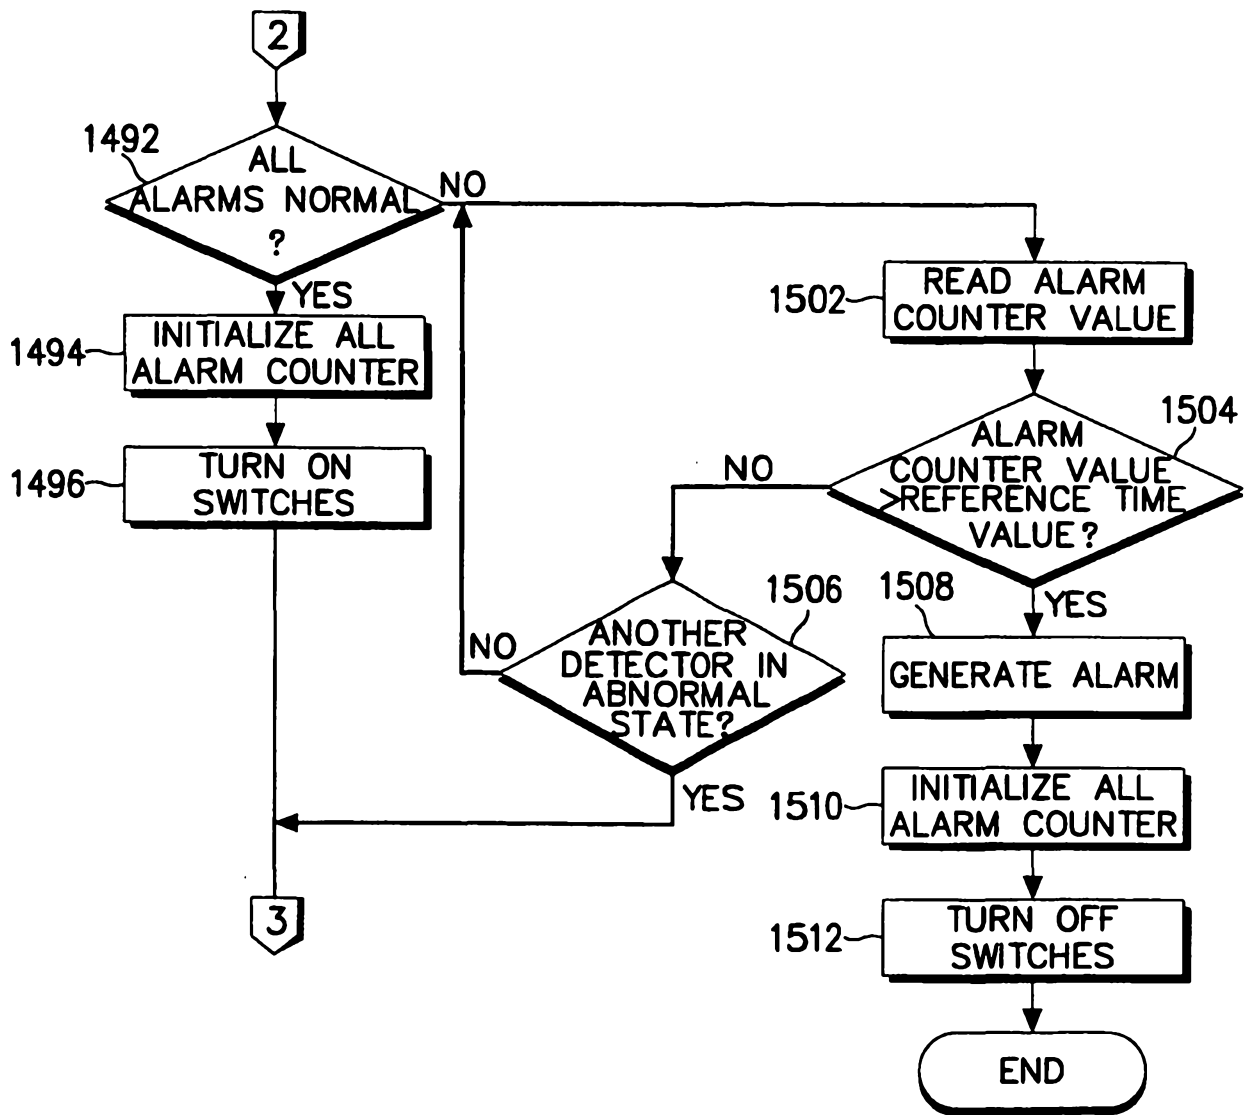 2
1492
ALL
ALARMS NORMAL
?
NO
YES
1494
INITIALIZE ALL
ALARM COUNTER
1496
TURN ON
SWITCHES
1502
READ ALARM
COUNTER VALUE
1504
ALARM
COUNTER VALUE
>REFERENCE TIME
VALUE?
NO
YES
1506
ANOTHER
DETECTOR IN
ABNORMAL
STATE?
NO
YES
1508
GENERATE ALARM
1510
INITIALIZE ALL
ALARM COUNTER
1512
TURN OFF
SWITCHES
3
END